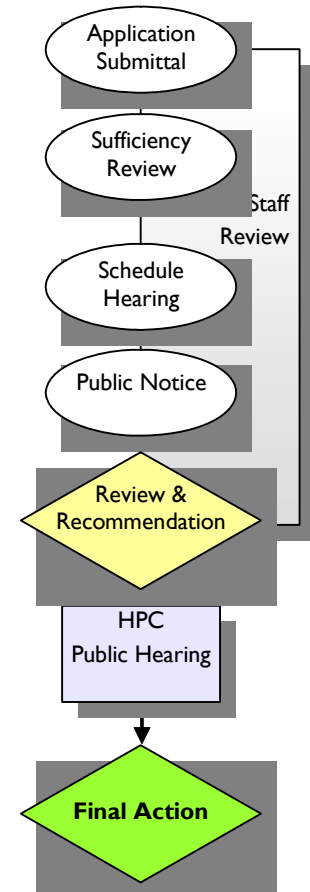 Application
Submittal
Sufficiency
Review
Staff
Review
Schedule
Hearing
Public Notice
Review &
Recommendation
HPC
Public Hearing
Final Action